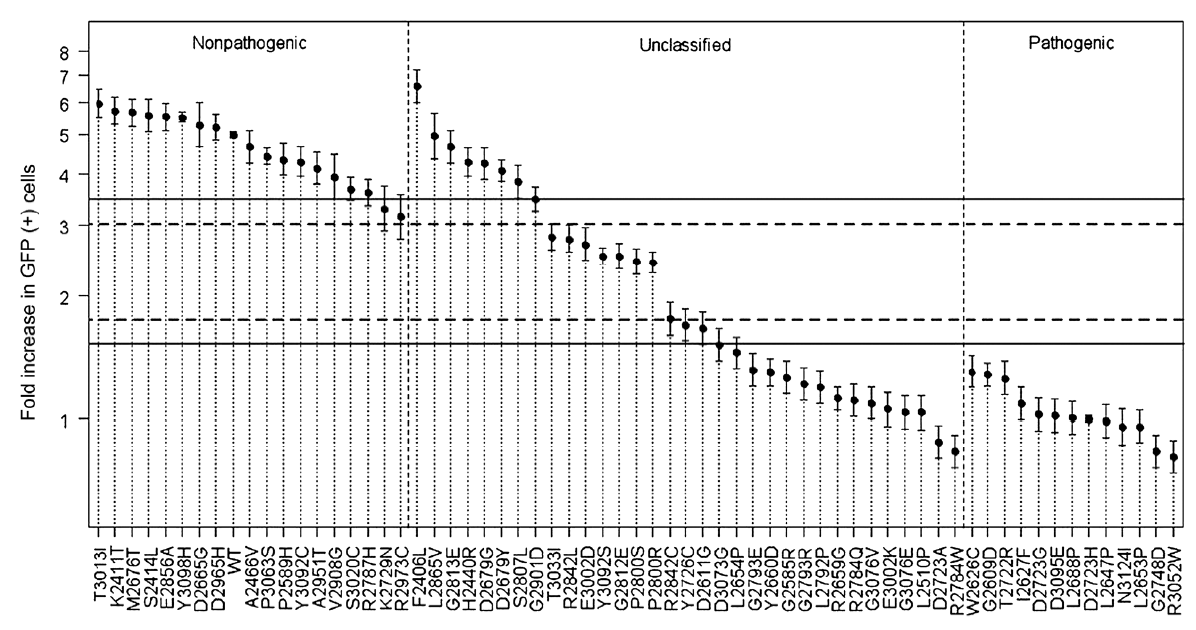 Nonpathogenic Unclassified Pathogenic
Fold increase in GFP (+) cells
8
7
6
5
4
3
2
1
T3013I
K2411T
M2676T
S2414L
E2856A
Y3098H
D2665G
D2965H
WT
A2466V
P3063S
P2589H
Y3092C
A2951T
V2908G
S3020C
R2787H
K2729N
R2973C
F2406L
L2865V
G2813E
H2440R
D2679G
D2679Y
S2807L
G2901D
T3033I
R2842L
E3002D
Y3092S
G2812E
P2800S
P2800R
R2842C
Y2726C
D2611G
D3073G
L2654P
G2793E
Y2660D
G2585R
G2793R
L2792P
R2659G
R2784Q
G3076V
E3002K
G3076E
L2510P
D2723A
R2784W
W2626C
G2609D
T2722R
I2627F
D2723G
D3095E
L2688P
D2723H
L2647P
N3124I
L2653P
G2748D
R3052W